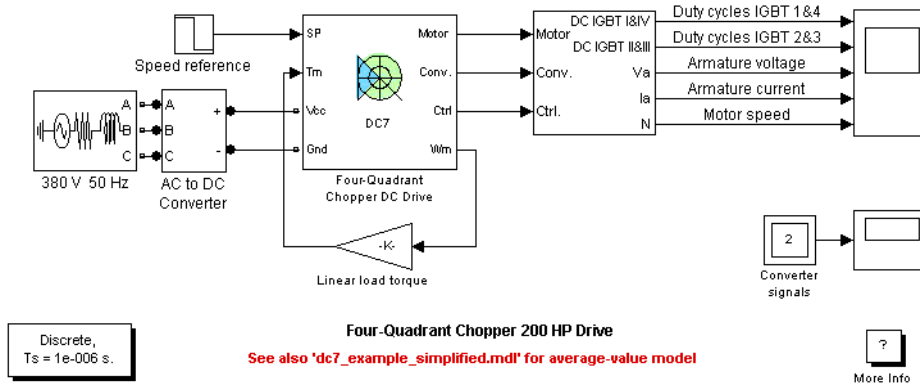 Speed reference
SP
Tm
Vcc
Gnd
Motor
Conv.
Ctrl
Wm
DC7
Four-Quadrant
Chopper DC Drive
Motor
Conv.
Ctrl.
DC IGBT I&IV
DC IGBT II&III
Va
Ia
N
Duty cycles IGBT 1&4
Duty cycles IGBT 2&3
Armature voltage
Armature current
Motor speed
A
B
C
380 V 50 Hz
A
B
C
+
-
AC to DC
Converter
-K-
Linear load torque
2
Converter
signals
Discrete,
Ts = 1e-006 s.
Four-Quadrant Chopper 200 HP Drive
See also 'dc7_example_simplified.mdl' for average-value model
?
More Info